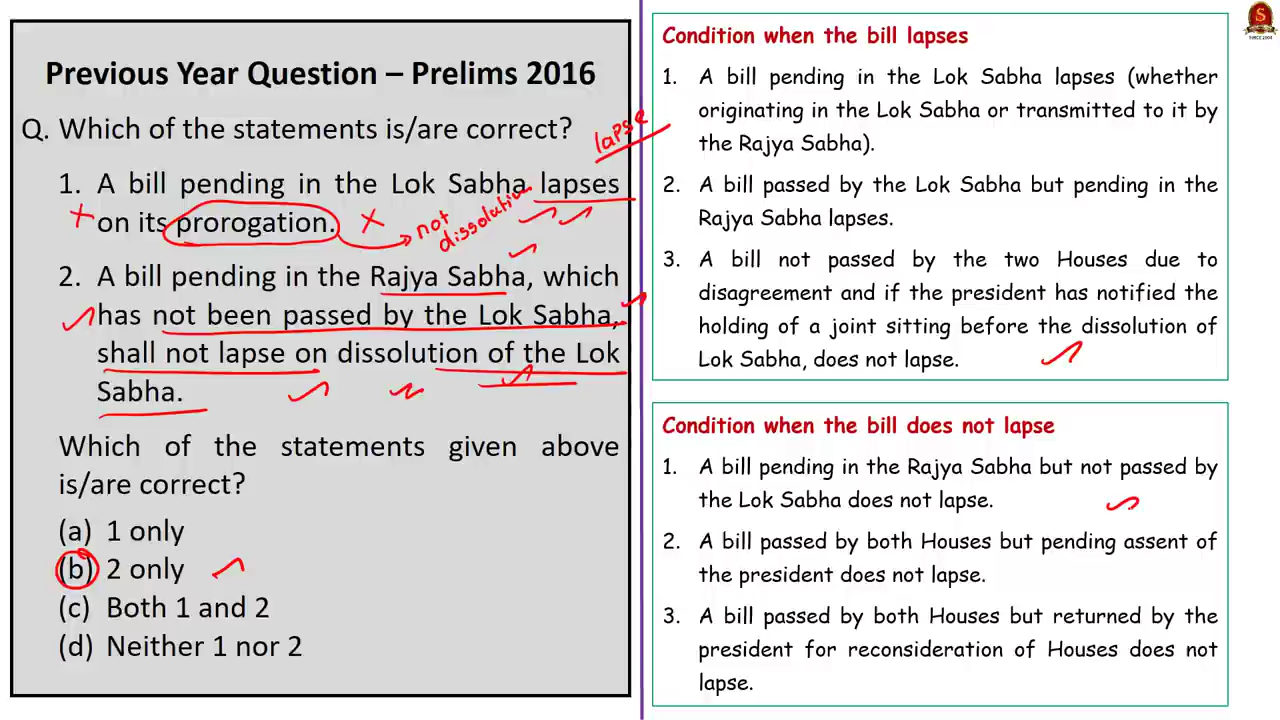 Previous Year Question – Prelims 2016
Q. Which of the statements is/are correct?
lapse
1. A bill pending in the Lok Sabha lapses
on its prorogation.
not
dissolution
2. A bill pending in the Rajya Sabha, which
has not been passed by the Lok Sabha,
shall not lapse on dissolution of the Lok
Sabha.
Which of the statements given above
is/are correct?
(a) 1 only
(b) 2 only
(c) Both 1 and 2
(d) Neither 1 nor 2
Condition when the bill lapses
1. A bill pending in the Lok Sabha lapses (whether
originating in the Lok Sabha or transmitted to it by
the Rajya Sabha).
2. A bill passed by the Lok Sabha but pending in the
Rajya Sabha lapses.
3. A bill not passed by the two Houses due to
disagreement and if the president has notified the
holding of a joint sitting before the dissolution of
Lok Sabha, does not lapse.
Condition when the bill does not lapse
1. A bill pending in the Rajya Sabha but not passed by
the Lok Sabha does not lapse.
2. A bill passed by both Houses but pending assent of
the president does not lapse.
3. A bill passed by both Houses but returned by the
president for reconsideration of Houses does not
lapse.
S
SINCE 2004